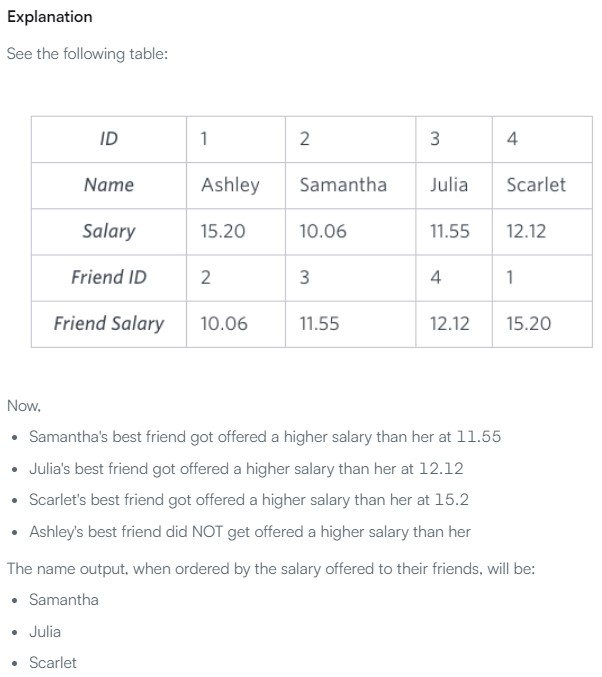 Explanation
See the following table:
ID 1 2 3 4
Name Ashley Samantha Julia Scarlet
Salary 15.20 10.06 11.55 12.12
Friend ID 2 3 4 1
Friend Salary 10.06 11.55 12.12 15.20
Now,
• Samantha's best friend got offered a higher salary than her at 11.55
• Julia's best friend got offered a higher salary than her at 12.12
• Scarlet's best friend got offered a higher salary than her at 15.2
• Ashley's best friend did NOT get offered a higher salary than her
The name output, when ordered by the salary offered to their friends, will be:
• Samantha
• Julia
• Scarlet